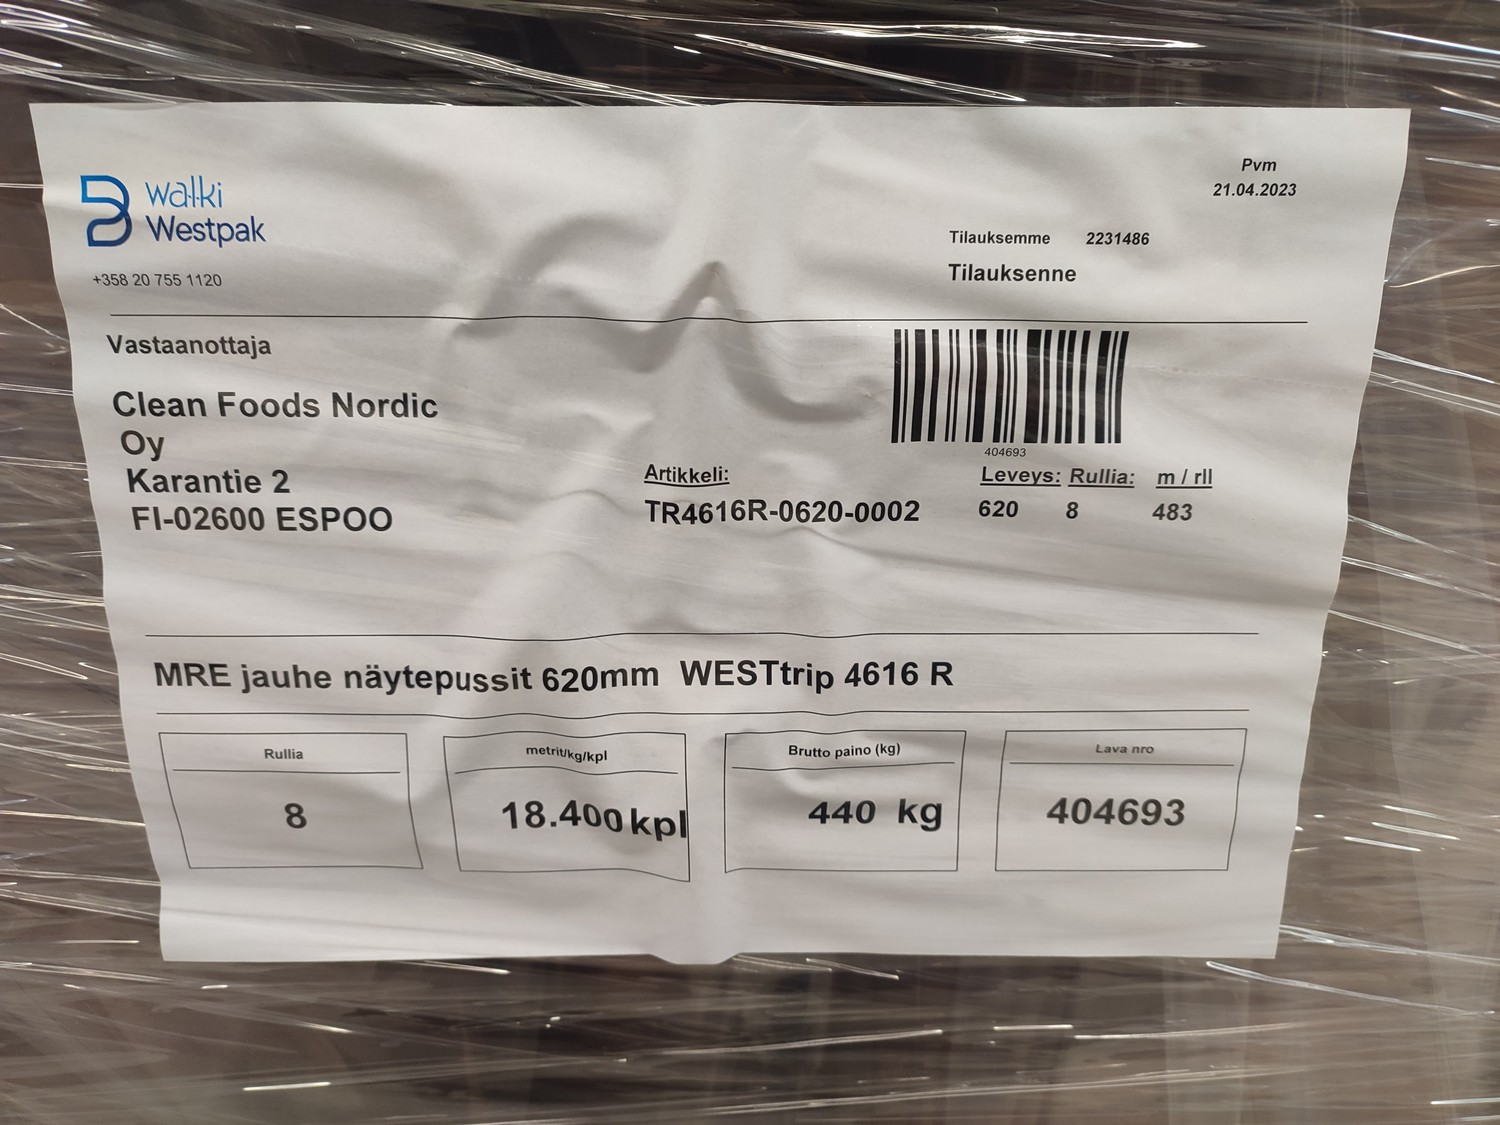 walki
Westpak
+358 20 755 1120
Pvm
21.04.2023
Tilauksemme 2231486
Tilauksenne
Vastaanottaja
Clean Foods Nordic
Oy
Karantie 2
FI-02600 ESPOO
404693
Artikkeli: Leveys: Rullia: m / rll
TR4616R-0620-0002 620 8 483
MRE jauhe näytepussit 620mm WESTtrip 4616 R
Rullia metrit/kg/kpl Brutto paino (kg) Lava nro
8 18.400 kpl 440 kg 404693